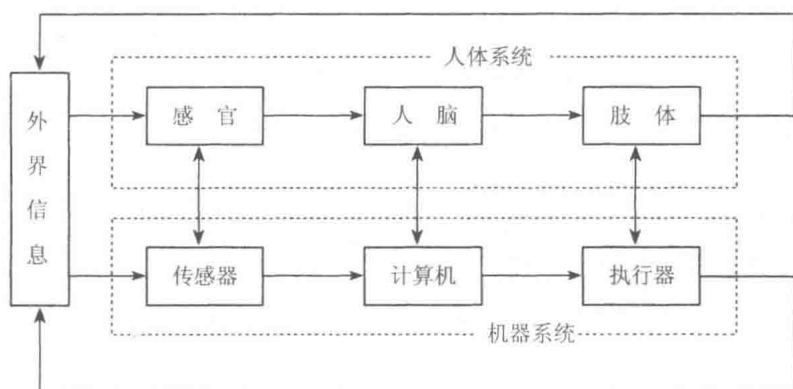 人体系统
外界信息
感官
人脑
肢体
传感器
计算机
执行器
机器系统